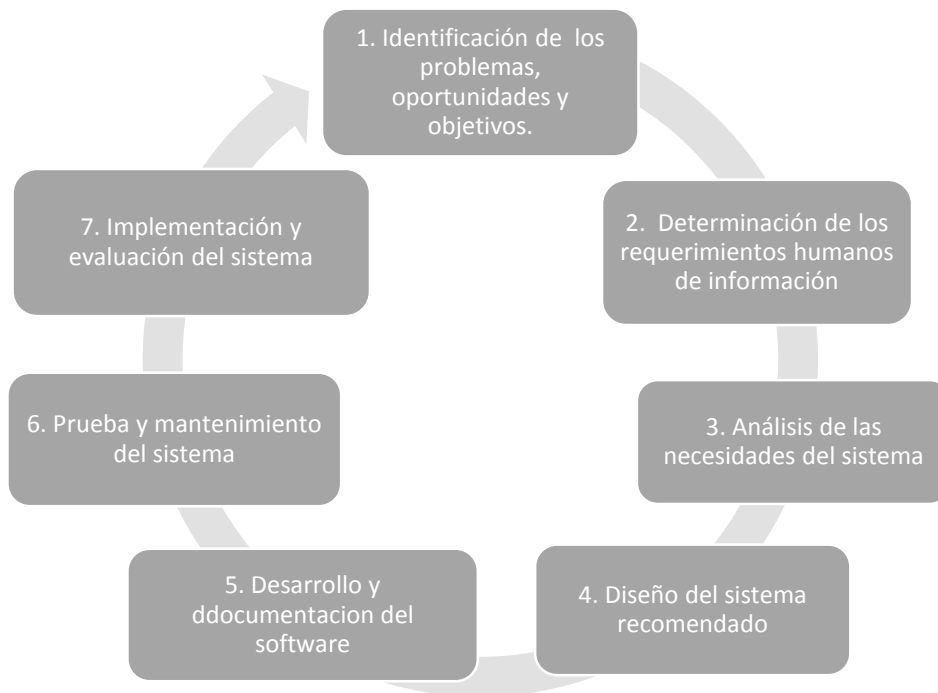 1. Identificación de los
problemas,
oportunidades y
objetivos.
2. Determinación de los
requerimientos humanos
de información
3. Análisis de las
necesidades del sistema
4. Diseño del sistema
recomendado
5. Desarrollo y
ddocumentacion del
software
6. Prueba y mantenimiento
del sistema
7. Implementación y
evaluación del sistema